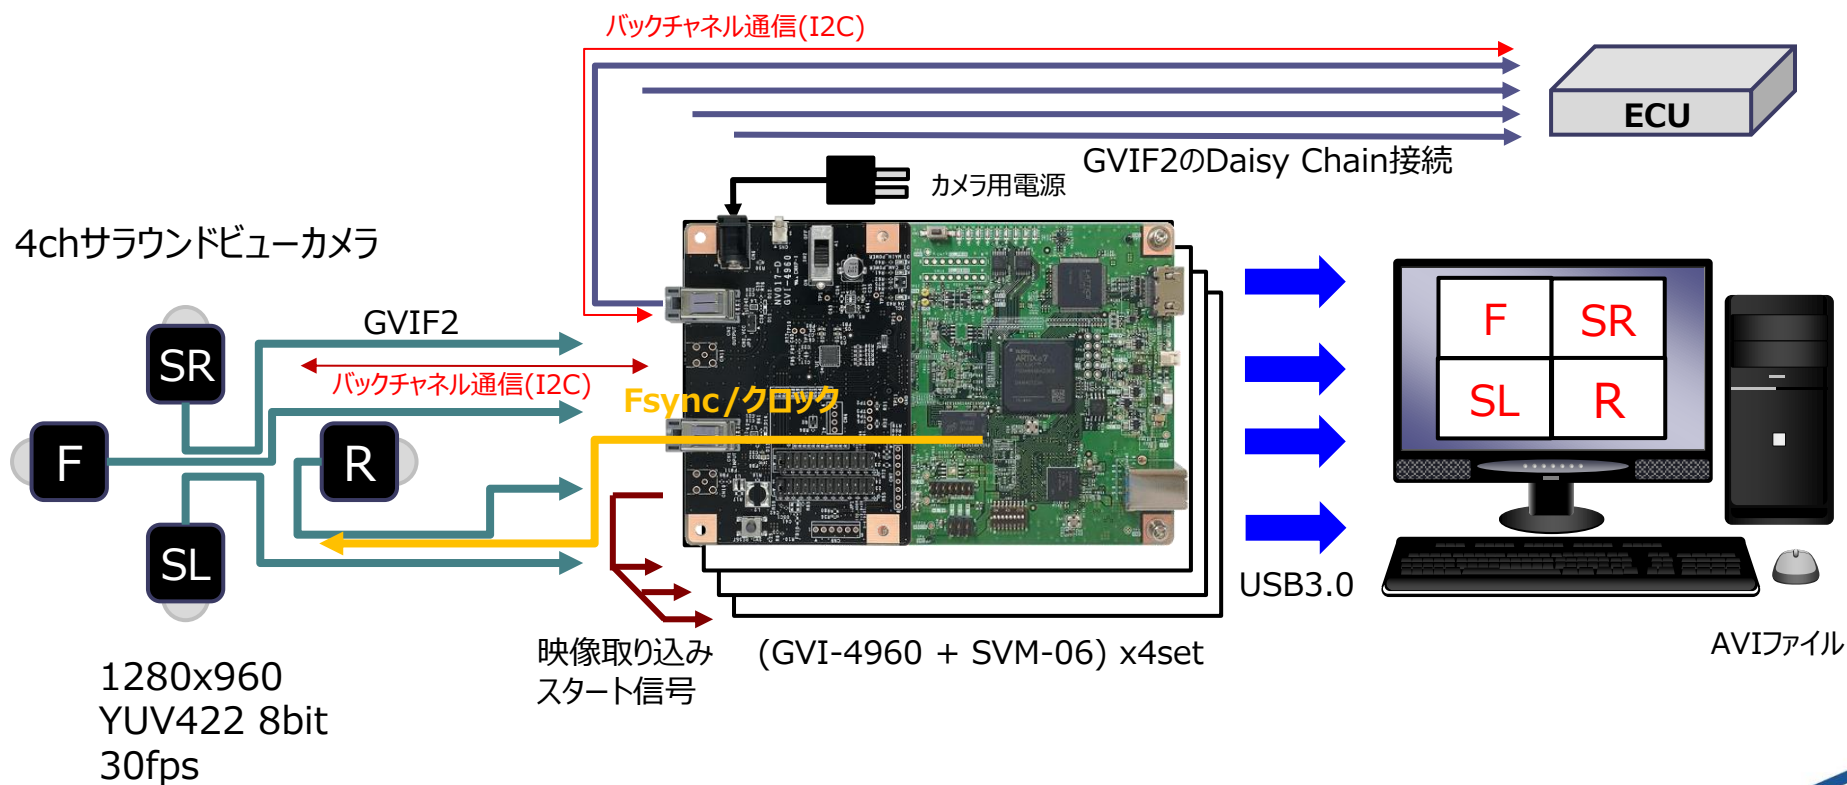 バックチャネル通信(I2C)
ECU
GVIF2のDaisy Chain接続
カメラ用電源
4chサラウンドビューカメラ
GVIF2
SR
バックチャネル通信(I2C)
Fsync/クロック
F
R
SL
NV017-D
GVI-4960
ARTIX-7
F
SR
SL
R
USB3.0
映像取り込み
スタート信号
(GVI-4960 + SVM-06) x4set
AVIファイル
1280x960
YUV422 8bit
30fps